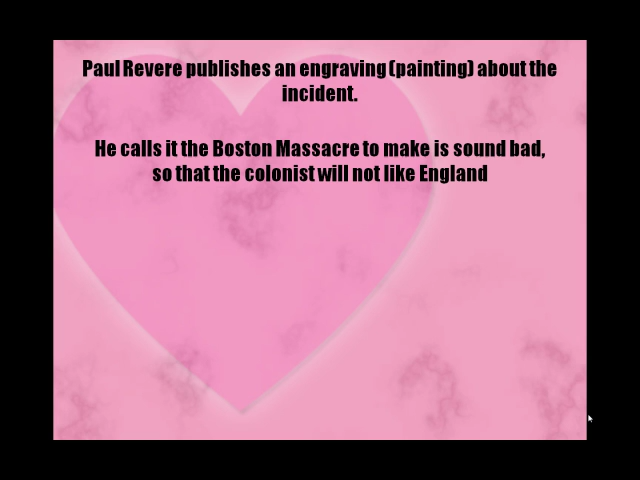 Paul Revere publishes an engraving (painting) about the
incident.
He calls it the Boston Massacre to make is sound bad,
so that the colonist will not like England